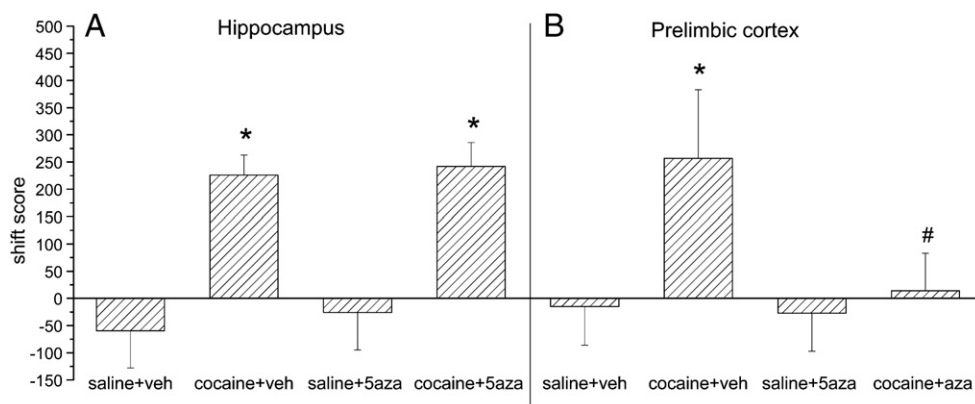 A
Hippocampus
B
Prelimbic cortex
shift score
500
450
400
350
300
250
200
150
100
50
0
-50
-100
-150
*
*
*
#
saline+veh cocaine+veh saline+5aza cocaine+5aza
saline+veh cocaine+veh saline+5aza cocaine+aza